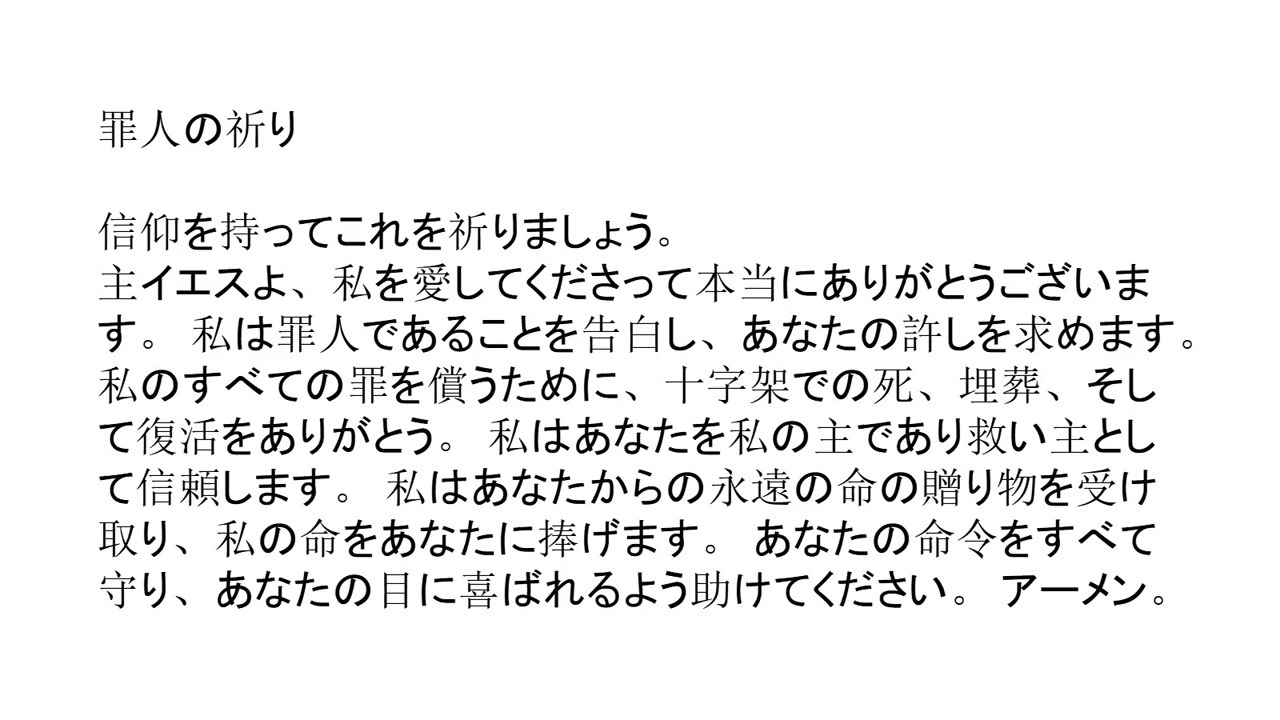 罪人の祈り
信仰を持ってこれを祈りましょう。
主イエスよ、私を愛してくださって本当にありがとうございま
す。 私は罪人であることを告白し、あなたの許しを求めます。
私のすべての罪を償うために、十字架での死、埋葬、そし
て復活をありがとう。 私はあなたを私の主であり救い主とし
て信頼します。 私はあなたからの永遠の命の贈り物を受け
取り、私の命をあなたに捧げます。 あなたの命令をすべて
守り、あなたの目に喜ばれるよう助けてください。 アーメン。